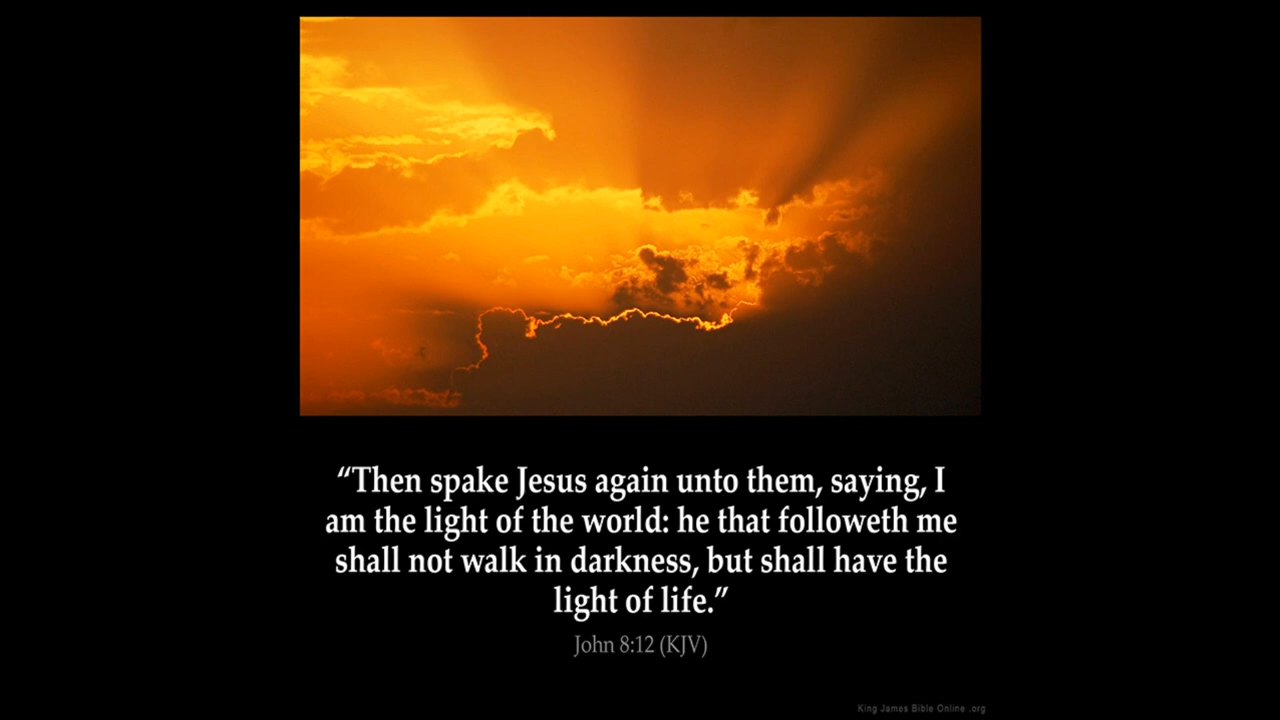 “Then spake Jesus again unto them, saying, I
am the light of the world: he that followeth me
shall not walk in darkness, but shall have the
light of life.”
John 8:12 (KJV)
King James Bible Online .org